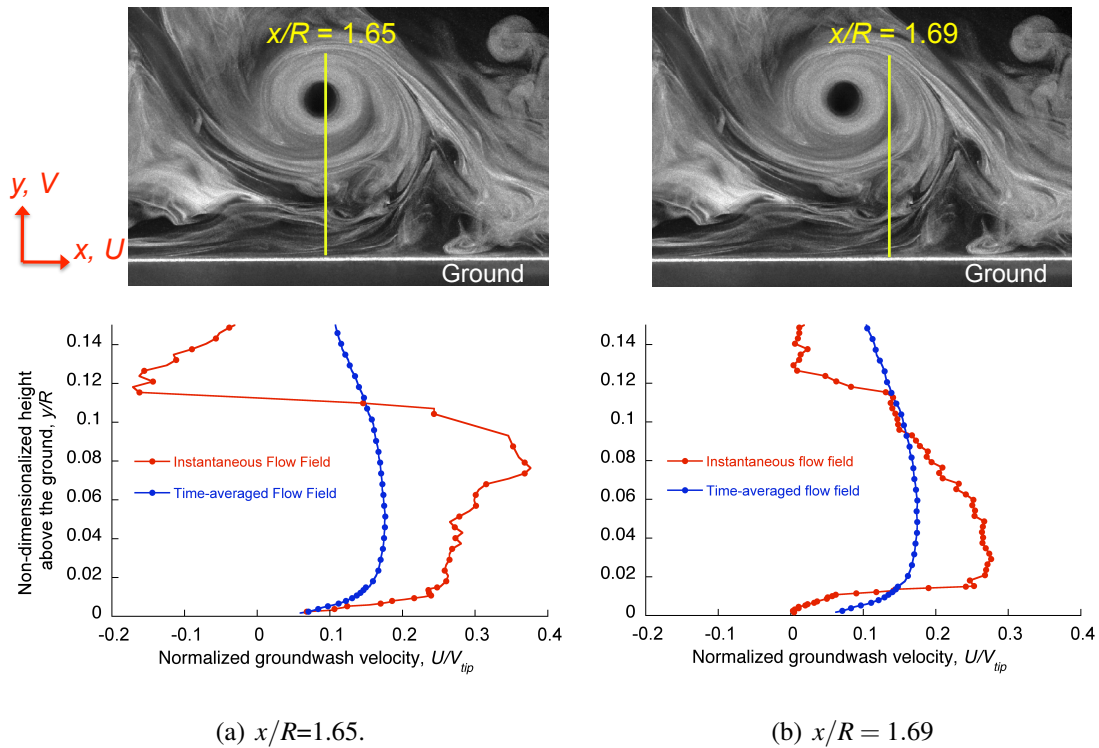 x/R = 1.65
x/R = 1.69
y, V
x, U
Ground
Ground
Non-dimensionalized height
above the ground, y/R
0.14
0.12
0.1
0.08
0.06
0.04
0.02
0
Instantaneous Flow Field
Time-averaged Flow Field
-0.2 -0.1 0 0.1 0.2 0.3 0.4
Normalized groundwash velocity, U/Vtip
0.14
0.12
0.1
0.08
0.06
0.04
0.02
0
Instantaneous flow field
Time-averaged flow field
-0.2 -0.1 0 0.1 0.2 0.3 0.4
Normalized groundwash velocity, U/Vtip
(a) x/R=1.65.
(b) x/R = 1.69